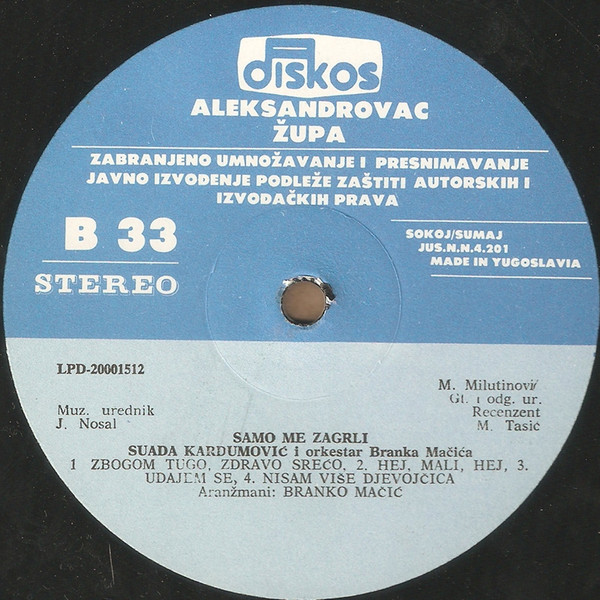 diskos
ALEKSANDROVAC
ŽUPA
ZABRANJENO UMNOŽAVANJE I PRESNIMAVANJE
JAVNO IZVOĐENJE PODLEŽE ZAŠTITI AUTORSKIH I
IZVOĐAČKIH PRAVA
B 33
STEREO
SOKOJ/SUMAJ
JUS.N.N.4.201
MADE IN YUGOSLAVIA
LPD-20001512
Muz. urednik
J. Nosal
M. Milutinović
Gl. i odg. ur.
Recenzent
M. Tasić
SAMO ME ZAGRLI
SUADA KARDUMOVIĆ i orkestar Branka Mačića
1 ZBOGOM TUGO, ZDRAVO SREĆO, 2. HEJ, MALI, HEJ, 3.
UDAJEM SE, 4. NISAM VIŠE DJEVOJČICA
Aranžmani: BRANKO MAČIĆ